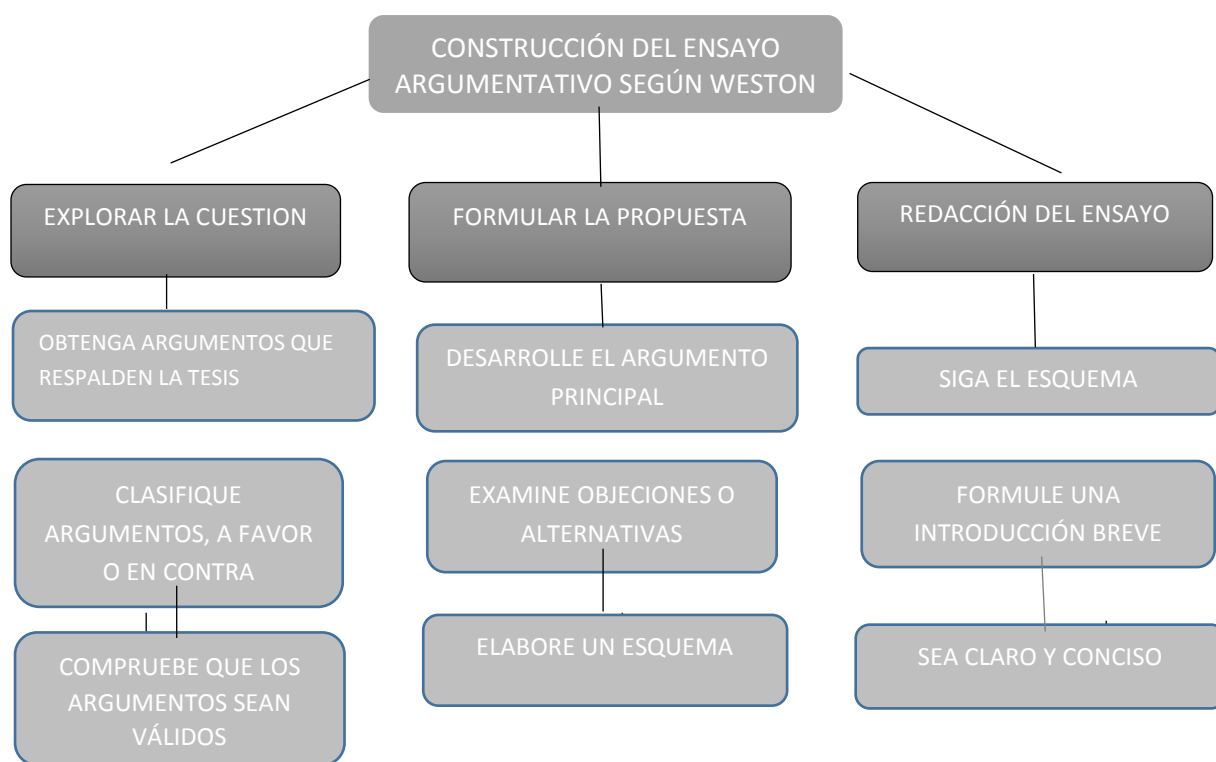 CONSTRUCCIÓN DEL ENSAYO
ARGUMENTATIVO SEGÚN WESTON
EXPLORAR LA CUESTION
FORMULAR LA PROPUESTA
REDACCIÓN DEL ENSAYO
OBTENGA ARGUMENTOS QUE
RESPALDEN LA TESIS
DESARROLLE EL ARGUMENTO
PRINCIPAL
SIGA EL ESQUEMA
CLASIFIQUE
ARGUMENTOS, A FAVOR
O EN CONTRA
EXAMINE OBJECIONES O
ALTERNATIVAS
FORMULE UNA
INTRODUCCIÓN BREVE
COMPRUEBE QUE LOS
ARGUMENTOS SEAN
VÁLIDOS
ELABORE UN ESQUEMA
SEA CLARO Y CONCISO